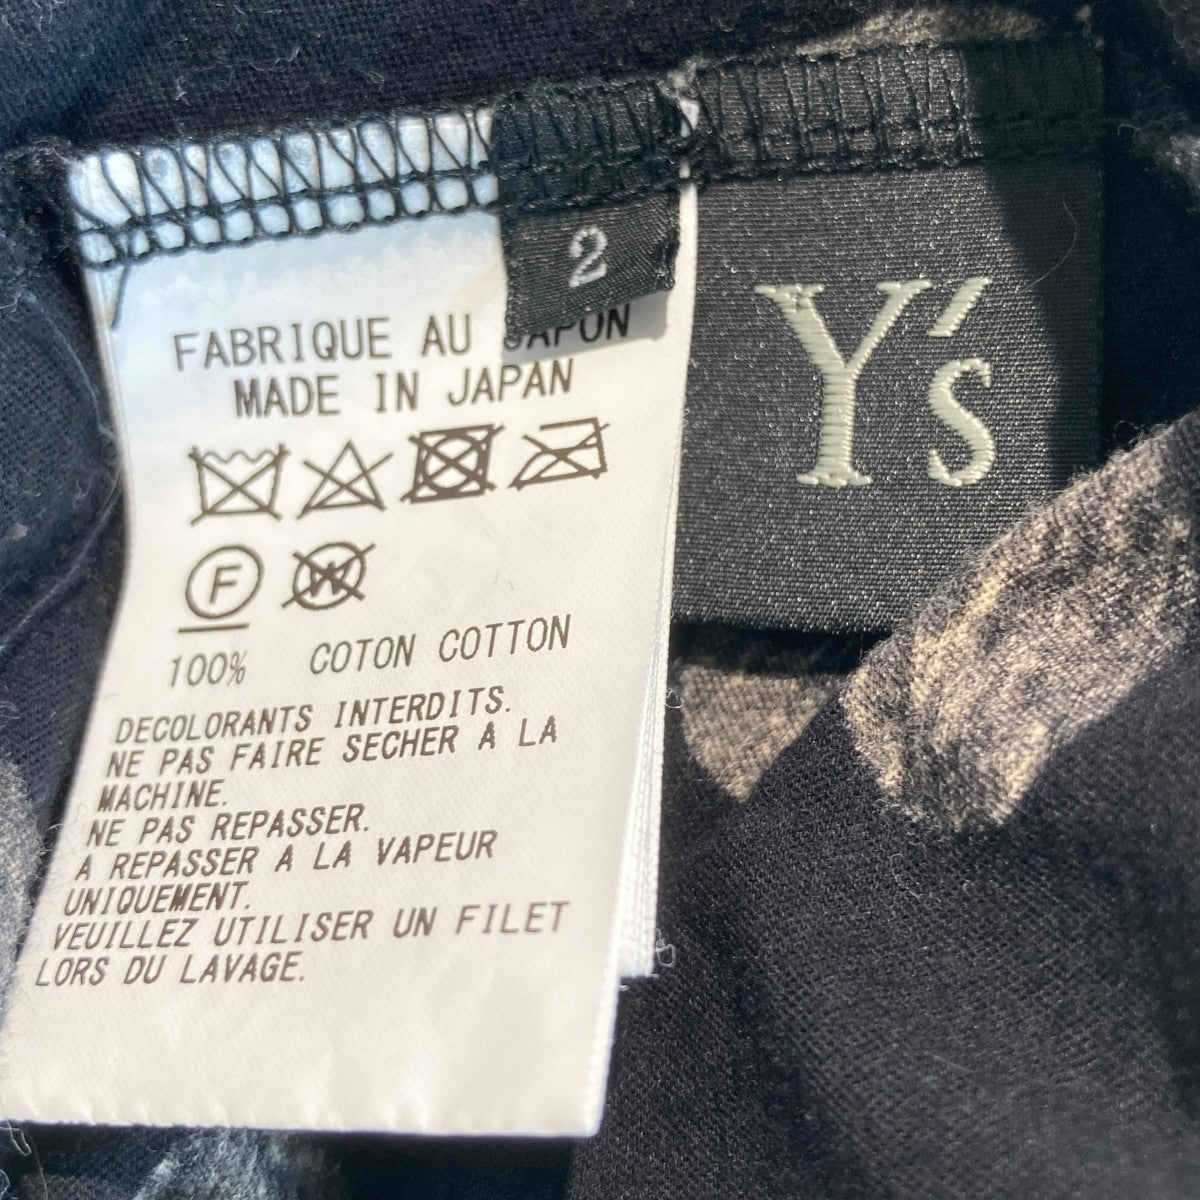 2
Y's
FABRIQUE AU JAPON
MADE IN JAPAN
F
W
100% COTON COTTON
DECOLORANTS INTERDITS.
NE PAS FAIRE SECHER A LA
MACHINE.
NE PAS REPASSER.
A REPASSER A LA VAPEUR
UNIQUEMENT.
VEUILLEZ UTILISER UN FILET
LORS DU LAVAGE.